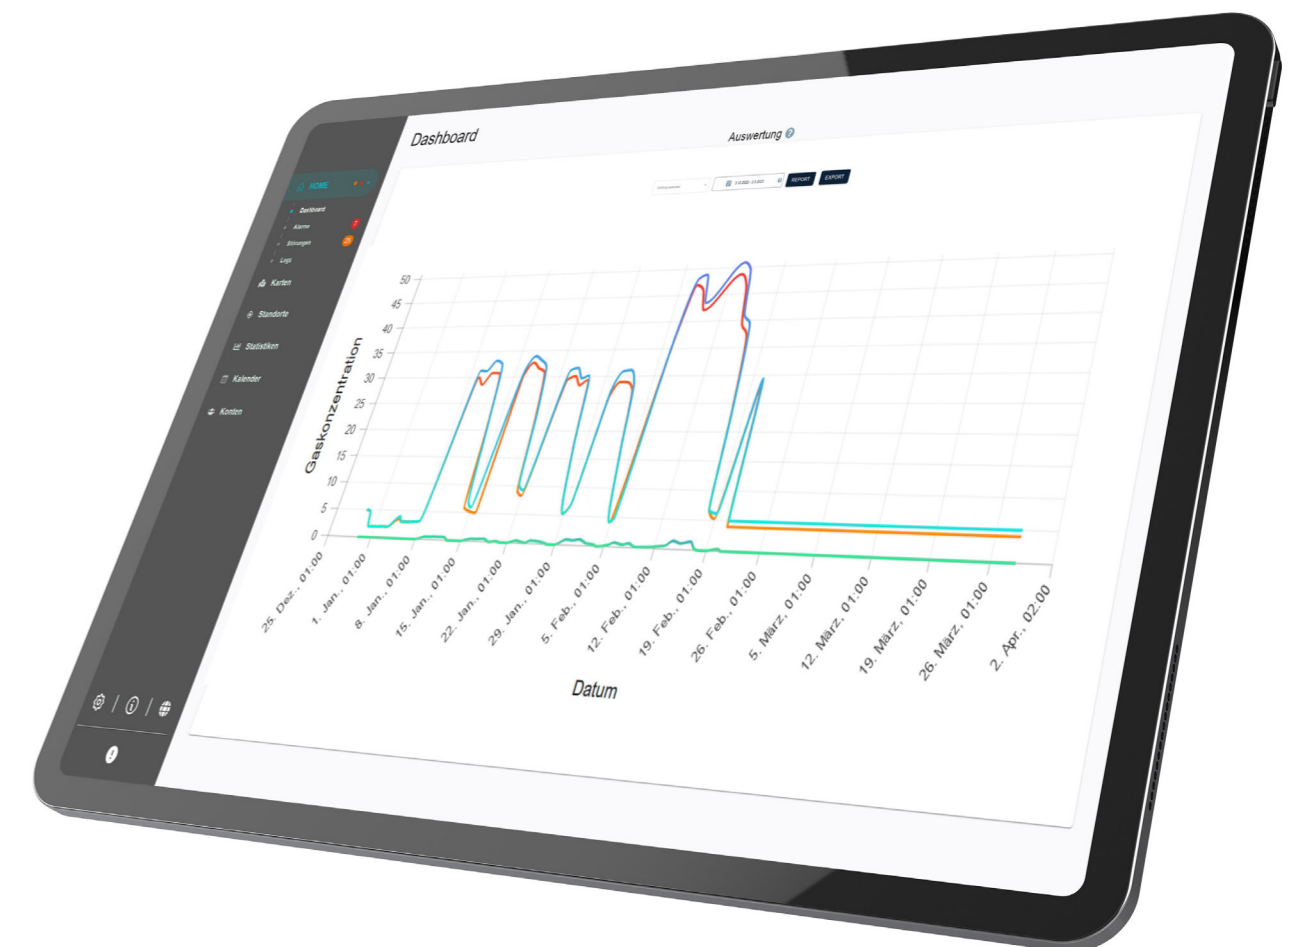 Dashboard
Auswertung
REPORT
EXPORT
HOME
Dashboard
Alarme
Störungen
Logs
Karten
Standorte
Statistiken
Kalender
Konten
Gaskonzentration
50
45
40
35
30
25
20
15
10
5
0
25. Dez., 01:00
1. Jan., 01:00
8. Jan., 01:00
15. Jan., 01:00
22. Jan., 01:00
29. Jan., 01:00
5. Feb., 01:00
12. Feb., 01:00
19. Feb., 01:00
26. Feb., 01:00
5. März, 01:00
12. März, 01:00
19. März, 01:00
26. März, 01:00
2. Apr., 02:00
Datum